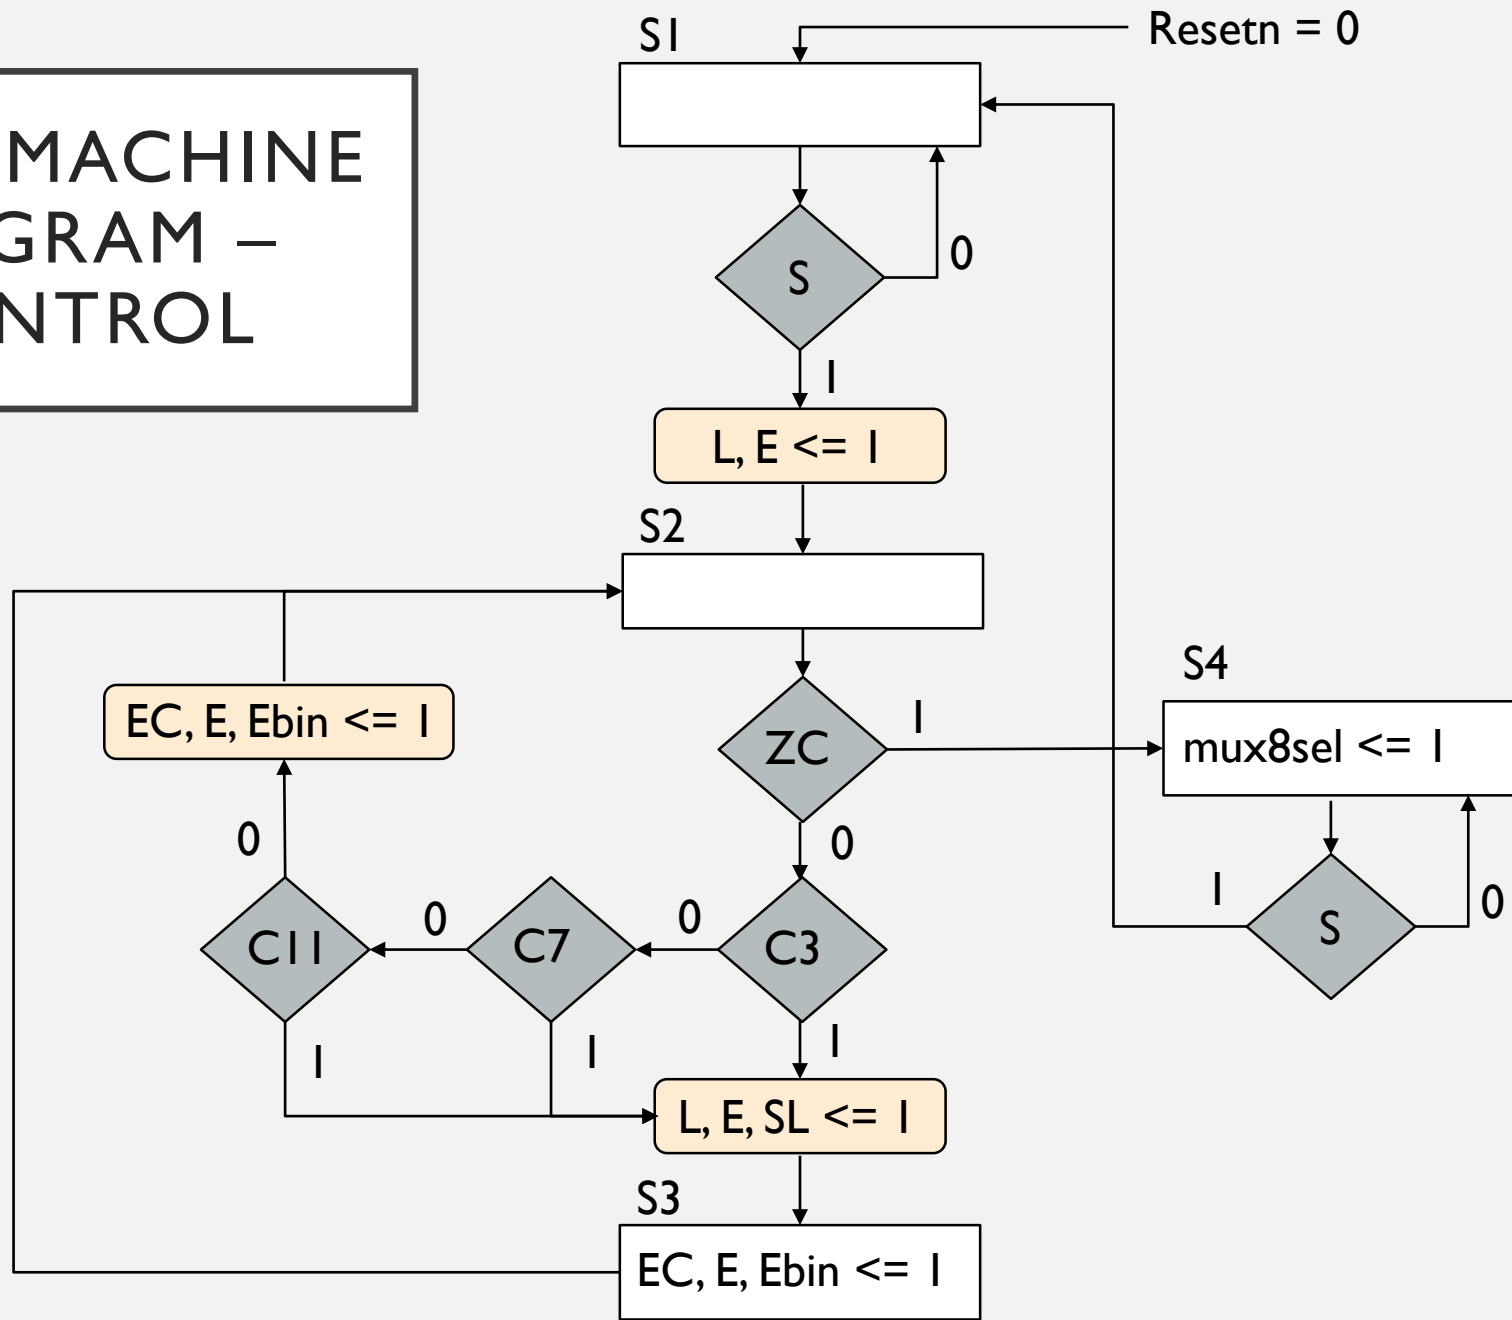 S1
Resetn = 0
MACHINE
GRAM –
NTROL
S
0
1
L, E <= 1
S2
S4
EC, E, Ebin <= 1
ZC
1
mux8sel <= 1
0
0
C11
0
C7
0
C3
1
S
0
1
1
1
L, E, SL <= 1
S3
EC, E, Ebin <= 1